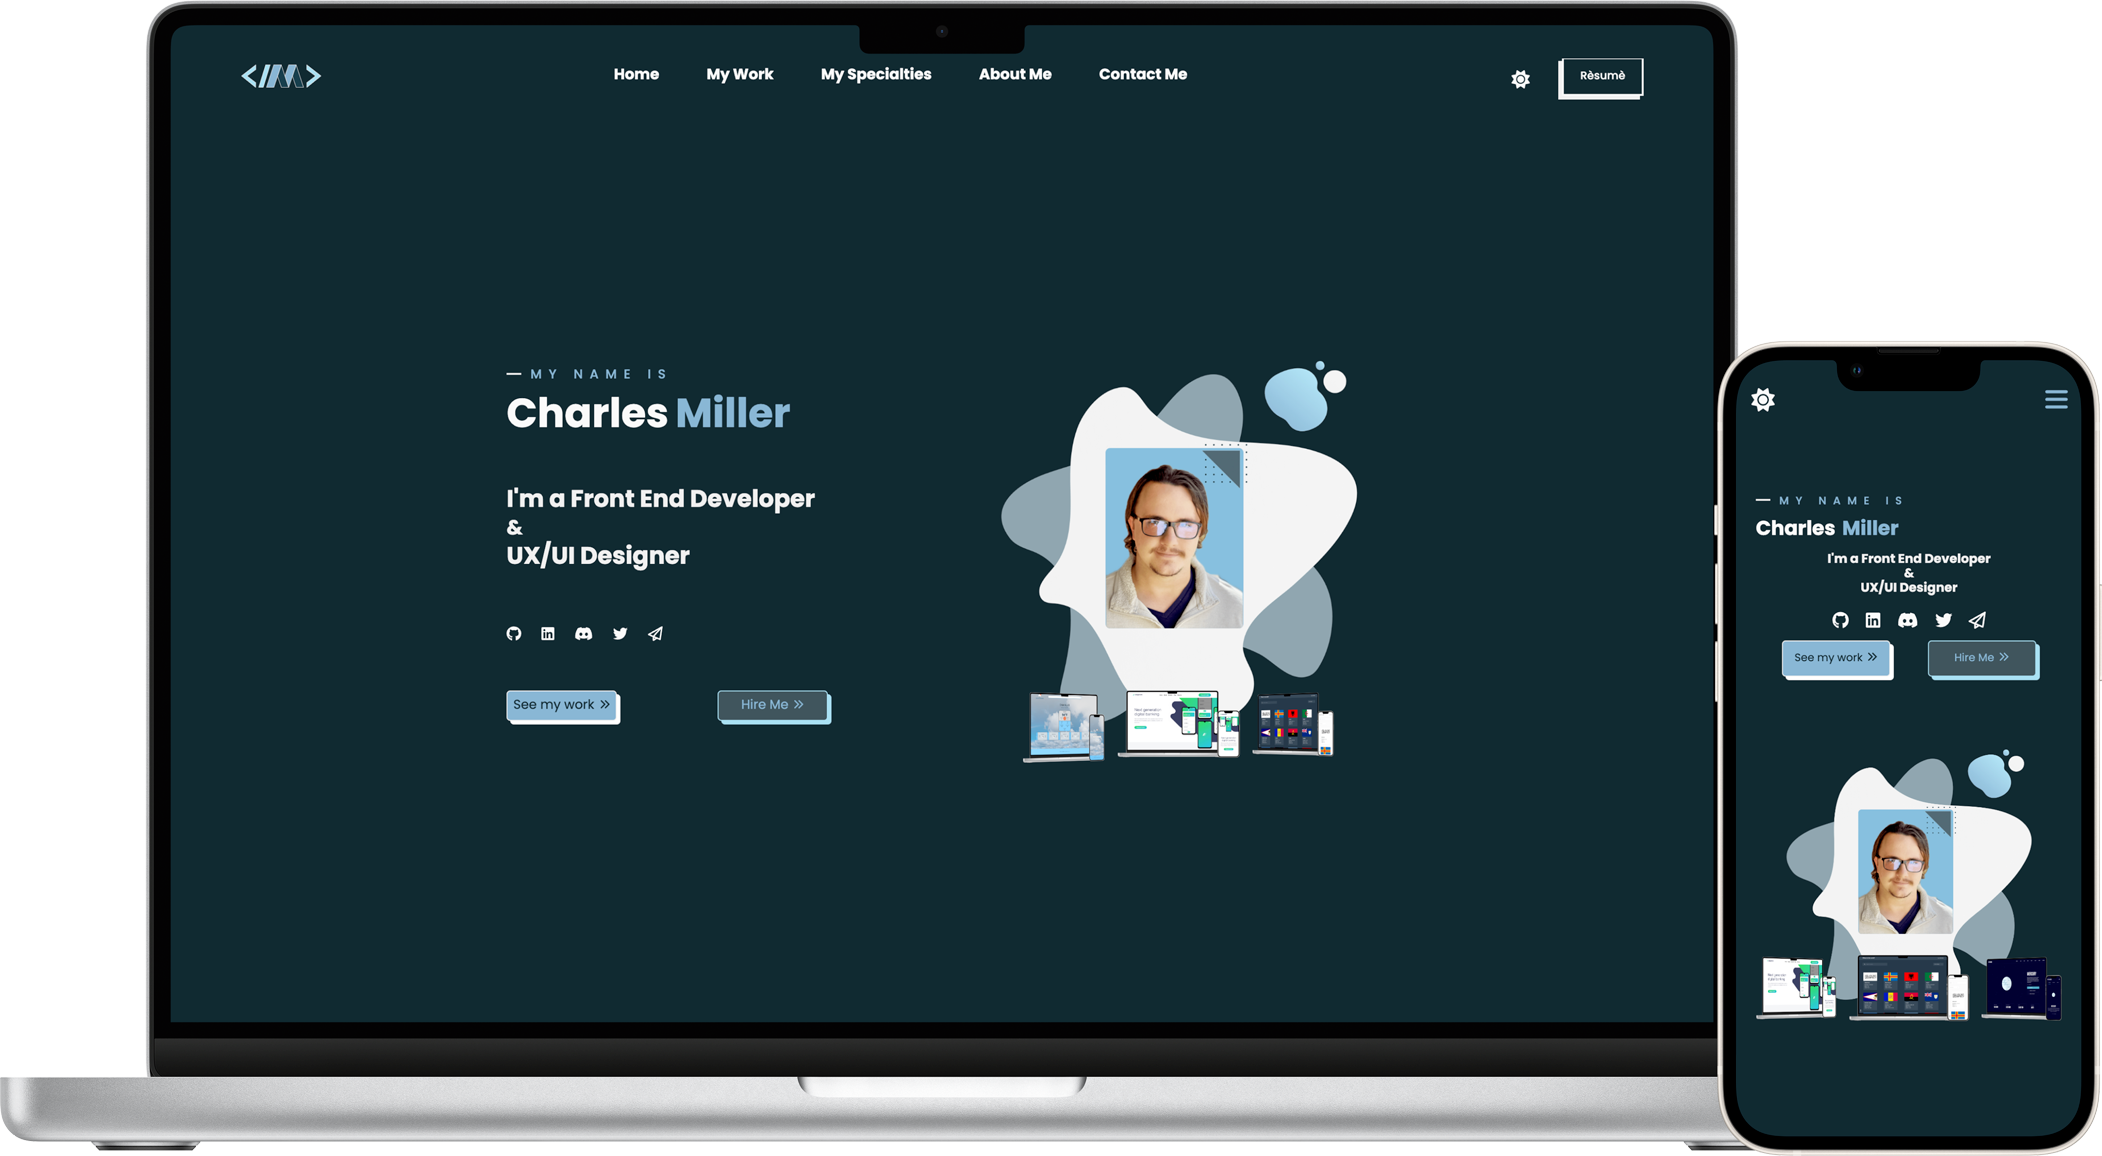 Home My Work My Specialties About Me Contact Me Rèsumè
MY NAME IS
Charles Miller
I'm a Front End Developer
&
UX/UI Designer
See my work
Hire Me
MY NAME IS
Charles Miller
I'm a Front End Developer
&
UX/UI Designer
See my work
Hire Me